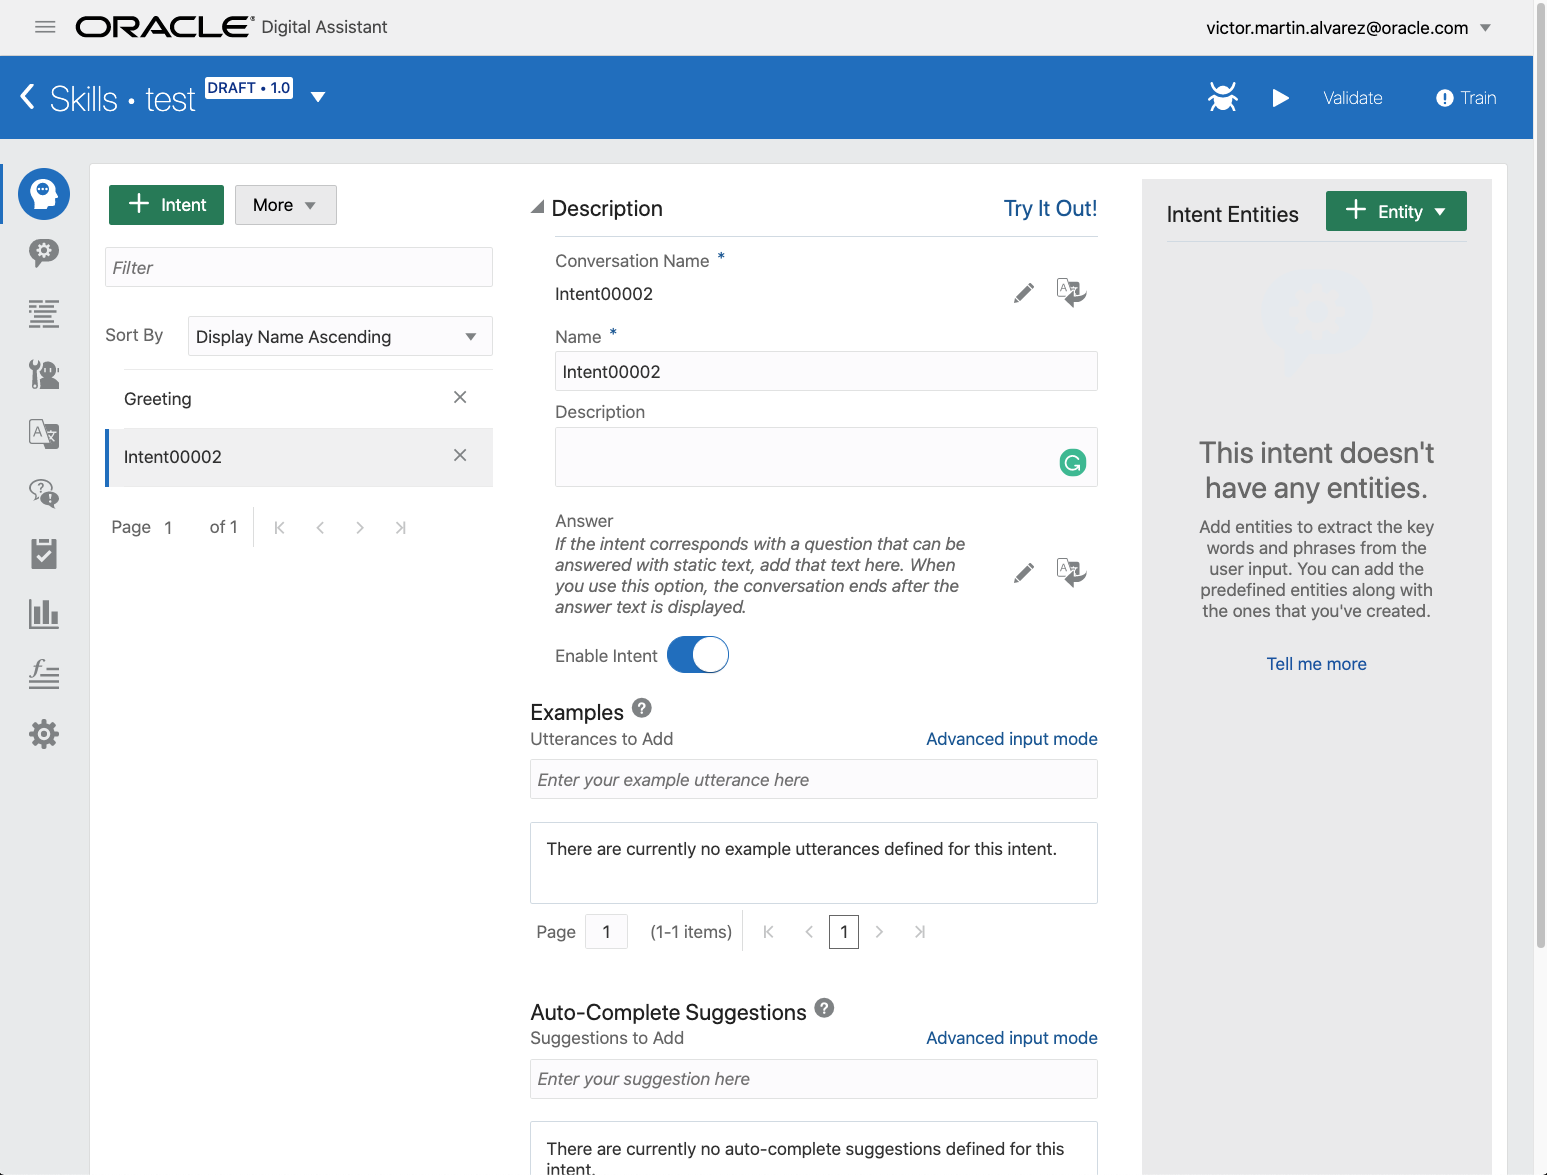 ORACLE Digital Assistant
victor.martin.alvarez@oracle.com
Skills • test DRAFT • 1.0
Validate
Train
Intent
More
Filter
Sort By
Display Name Ascending
Greeting
Intent00002
Page 1 of 1
Description
Try It Out!
Conversation Name *
Intent00002
Name *
Intent00002
Description
Answer
If the intent corresponds with a question that can be
answered with static text, add that text here. When
you use this option, the conversation ends after the
answer text is displayed.
Enable Intent
Examples
Utterances to Add
Advanced input mode
Enter your example utterance here
There are currently no example utterances defined for this intent.
Page 1 (1-1 items) 1
Auto-Complete Suggestions
Suggestions to Add
Advanced input mode
Enter your suggestion here
There are currently no auto-complete suggestions defined for this
intent.
Intent Entities
Entity
This intent doesn't
have any entities.
Add entities to extract the key
words and phrases from the
user input. You can add the
predefined entities along with
the ones that you've created.
Tell me more